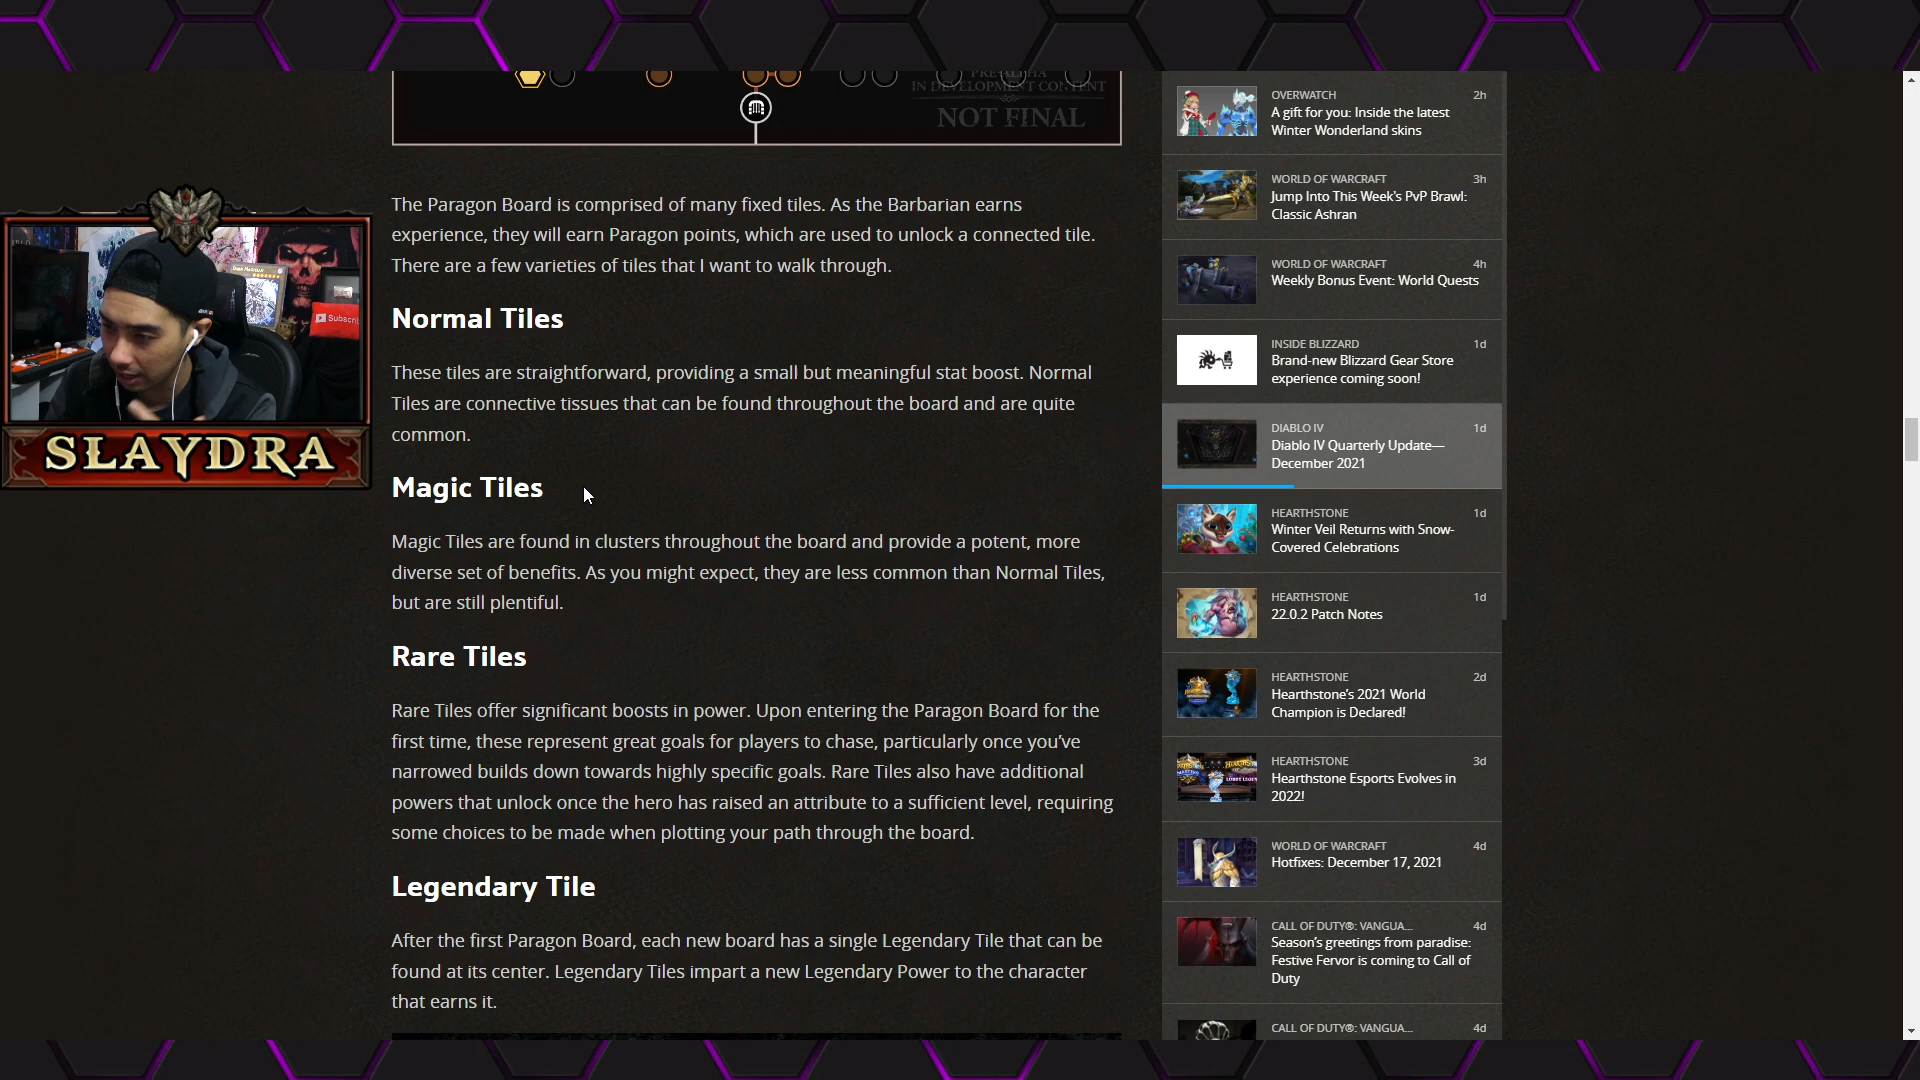 PRE-ALPHA
IN DEVELOPMENT CONTENT
NOT FINAL
The Paragon Board is comprised of many fixed tiles. As the Barbarian earns
experience, they will earn Paragon points, which are used to unlock a connected tile.
There are a few varieties of tiles that I want to walk through.
Normal Tiles
These tiles are straightforward, providing a small but meaningful stat boost. Normal
Tiles are connective tissues that can be found throughout the board and are quite
common.
Magic Tiles
Magic Tiles are found in clusters throughout the board and provide a potent, more
diverse set of benefits. As you might expect, they are less common than Normal Tiles,
but are still plentiful.
Rare Tiles
Rare Tiles offer significant boosts in power. Upon entering the Paragon Board for the
first time, these represent great goals for players to chase, particularly once you’ve
narrowed builds down towards highly specific goals. Rare Tiles also have additional
powers that unlock once the hero has raised an attribute to a sufficient level, requiring
some choices to be made when plotting your path through the board.
Legendary Tile
After the first Paragon Board, each new board has a single Legendary Tile that can be
found at its center. Legendary Tiles impart a new Legendary Power to the character
that earns it.
Subscri
SLAYDRA
OVERWATCH 2h
A gift for you: Inside the latest
Winter Wonderland skins
WORLD OF WARCRAFT 3h
Jump Into This Week's PvP Brawl:
Classic Ashran
WORLD OF WARCRAFT 4h
Weekly Bonus Event: World Quests
INSIDE BLIZZARD 1d
Brand-new Blizzard Gear Store
experience coming soon!
DIABLO IV 1d
Diablo IV Quarterly Update—
December 2021
HEARTHSTONE 1d
Winter Veil Returns with Snow-
Covered Celebrations
HEARTHSTONE 1d
22.0.2 Patch Notes
HEARTHSTONE 2d
Hearthstone’s 2021 World
Champion is Declared!
HEARTHSTONE 3d
Hearthstone Esports Evolves in
2022!
WORLD OF WARCRAFT 4d
Hotfixes: December 17, 2021
CALL OF DUTY®: VANGUA... 4d
Season’s greetings from paradise:
Festive Fervor is coming to Call of
Duty
CALL OF DUTY®: VANGUA... 4d